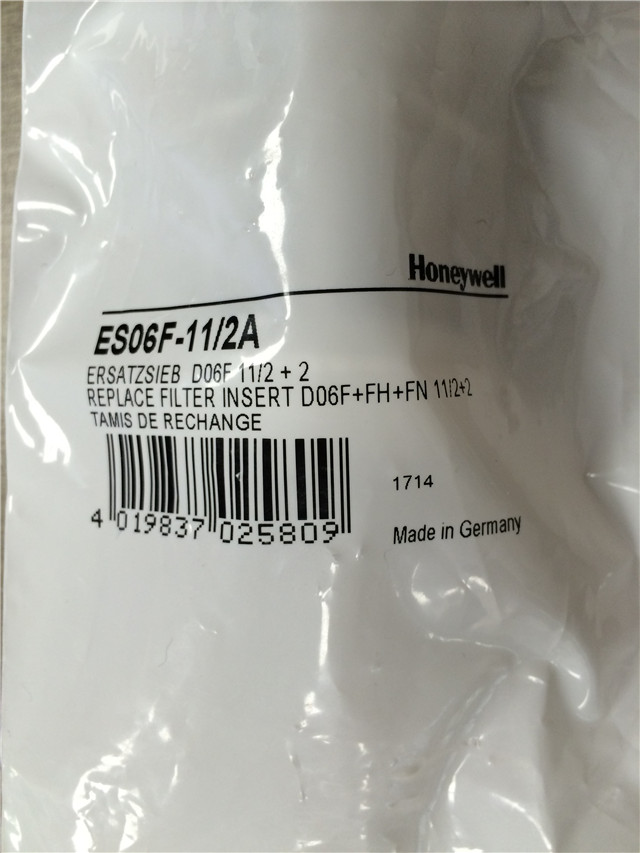 Honeywell
ES06F-11/2A
ERSATZSIEB D06F 11/2 + 2
REPLACE FILTER INSERT D06F+FH+FN 11/2+2
TAMIS DE RECHANGE
1714
4 019837 025809
Made in Germany